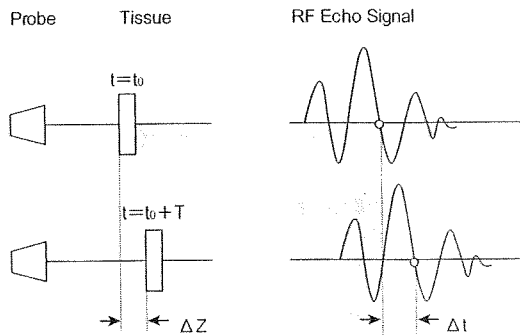 Probe Tissue RF Echo Signal
t=t₀
t=t₀+T
ΔZ Δt